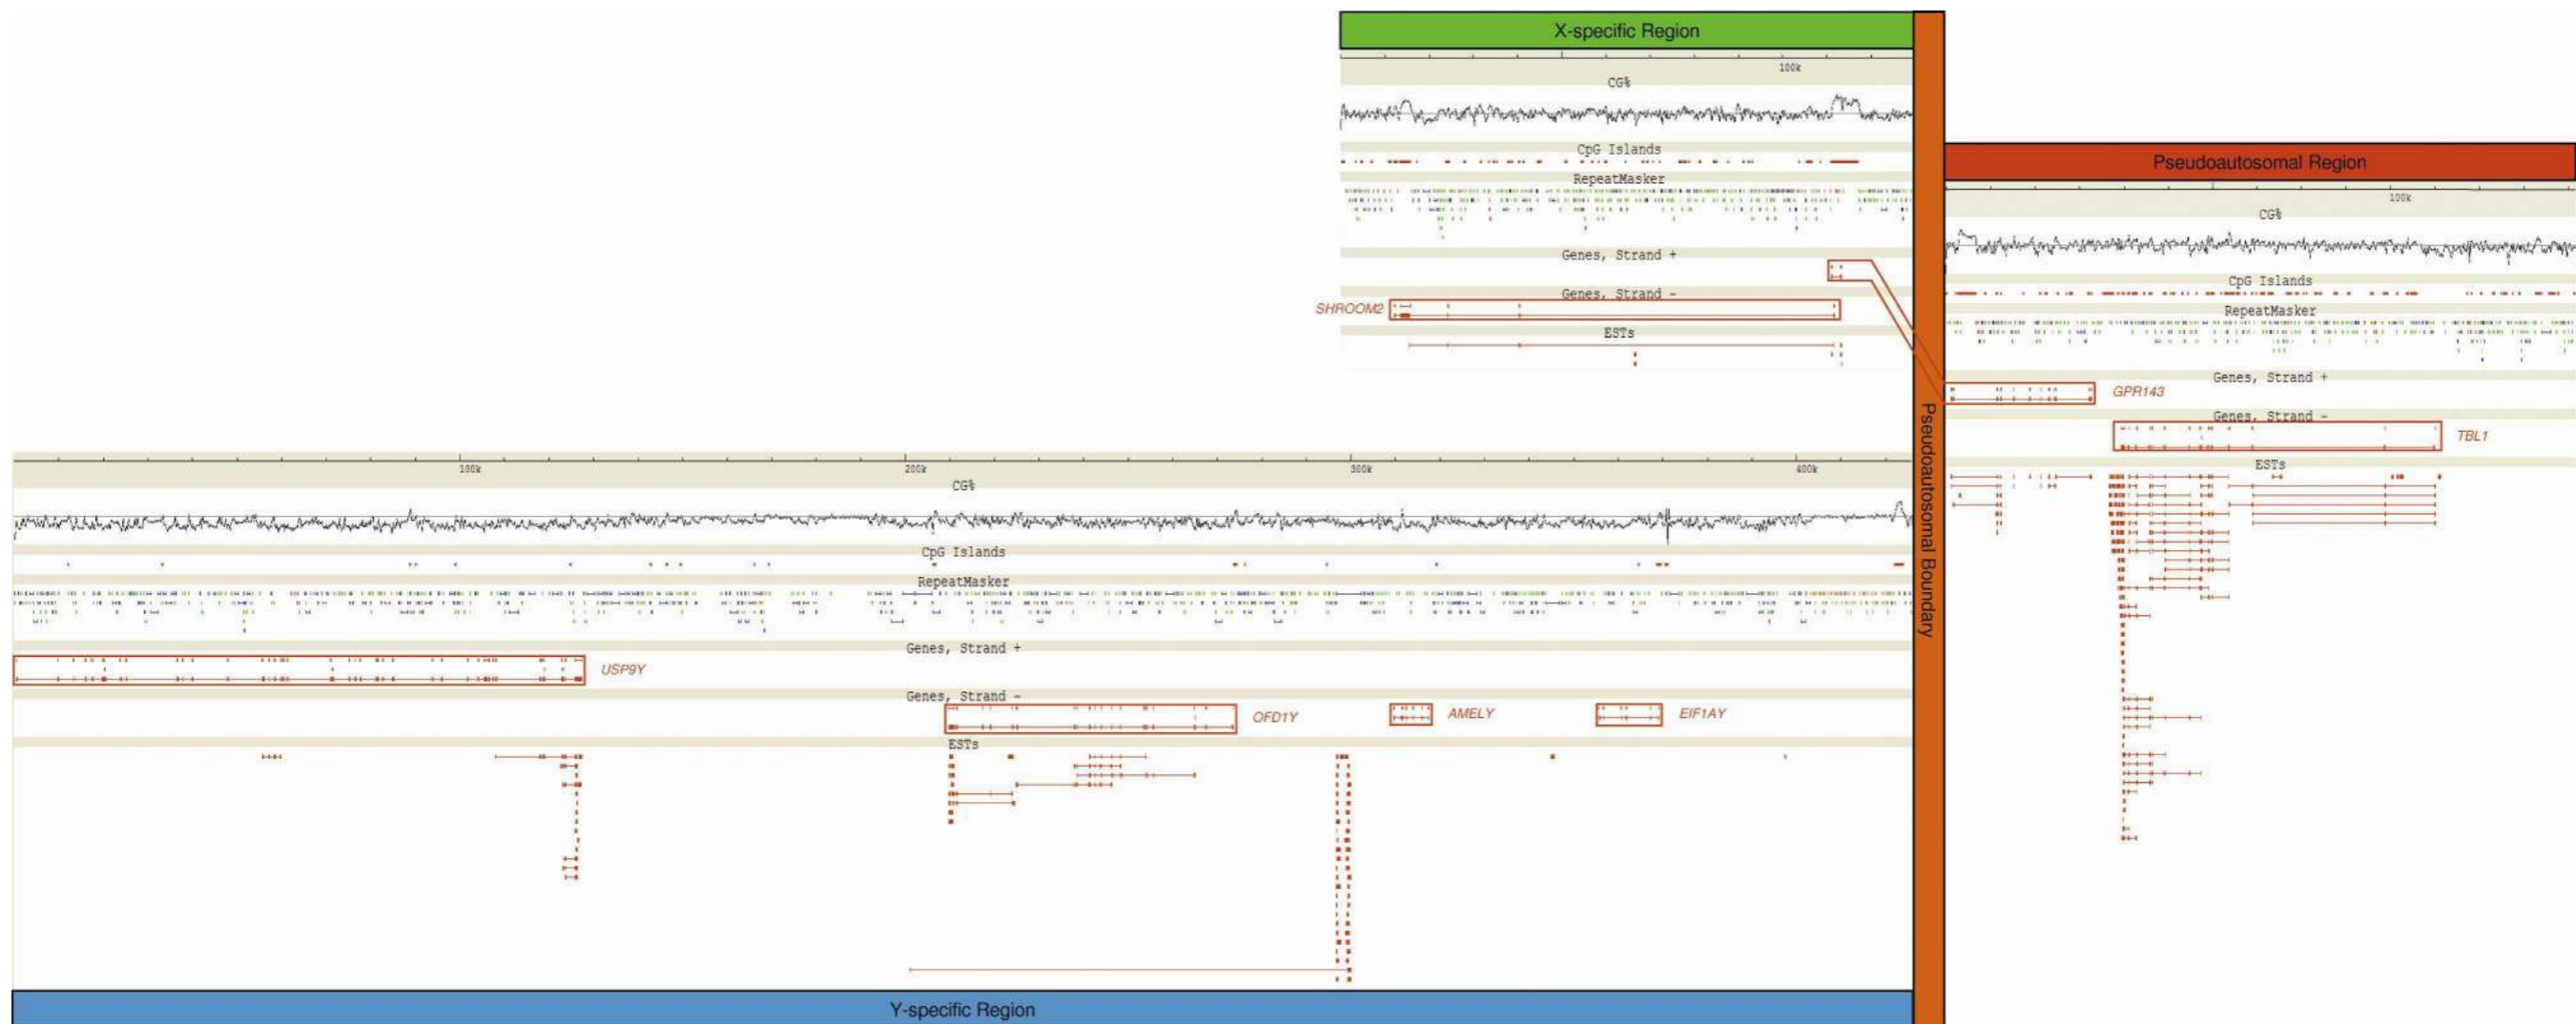 X-specific Region
100k
CG%
CpG Islands
RepeatMasker
Genes, Strand +
Genes, Strand -
SHROOM2
ESTs
Pseudoautosomal Boundary
Pseudoautosomal Region
100k
CG%
CpG Islands
RepeatMasker
Genes, Strand +
GPR143
Genes, Strand -
TBL1
ESTs
100k 200k 300k 400k
CG%
CpG Islands
RepeatMasker
Genes, Strand +
USP9Y
Genes, Strand -
OFD1Y AMELY EIF1AY
ESTs
Y-specific Region